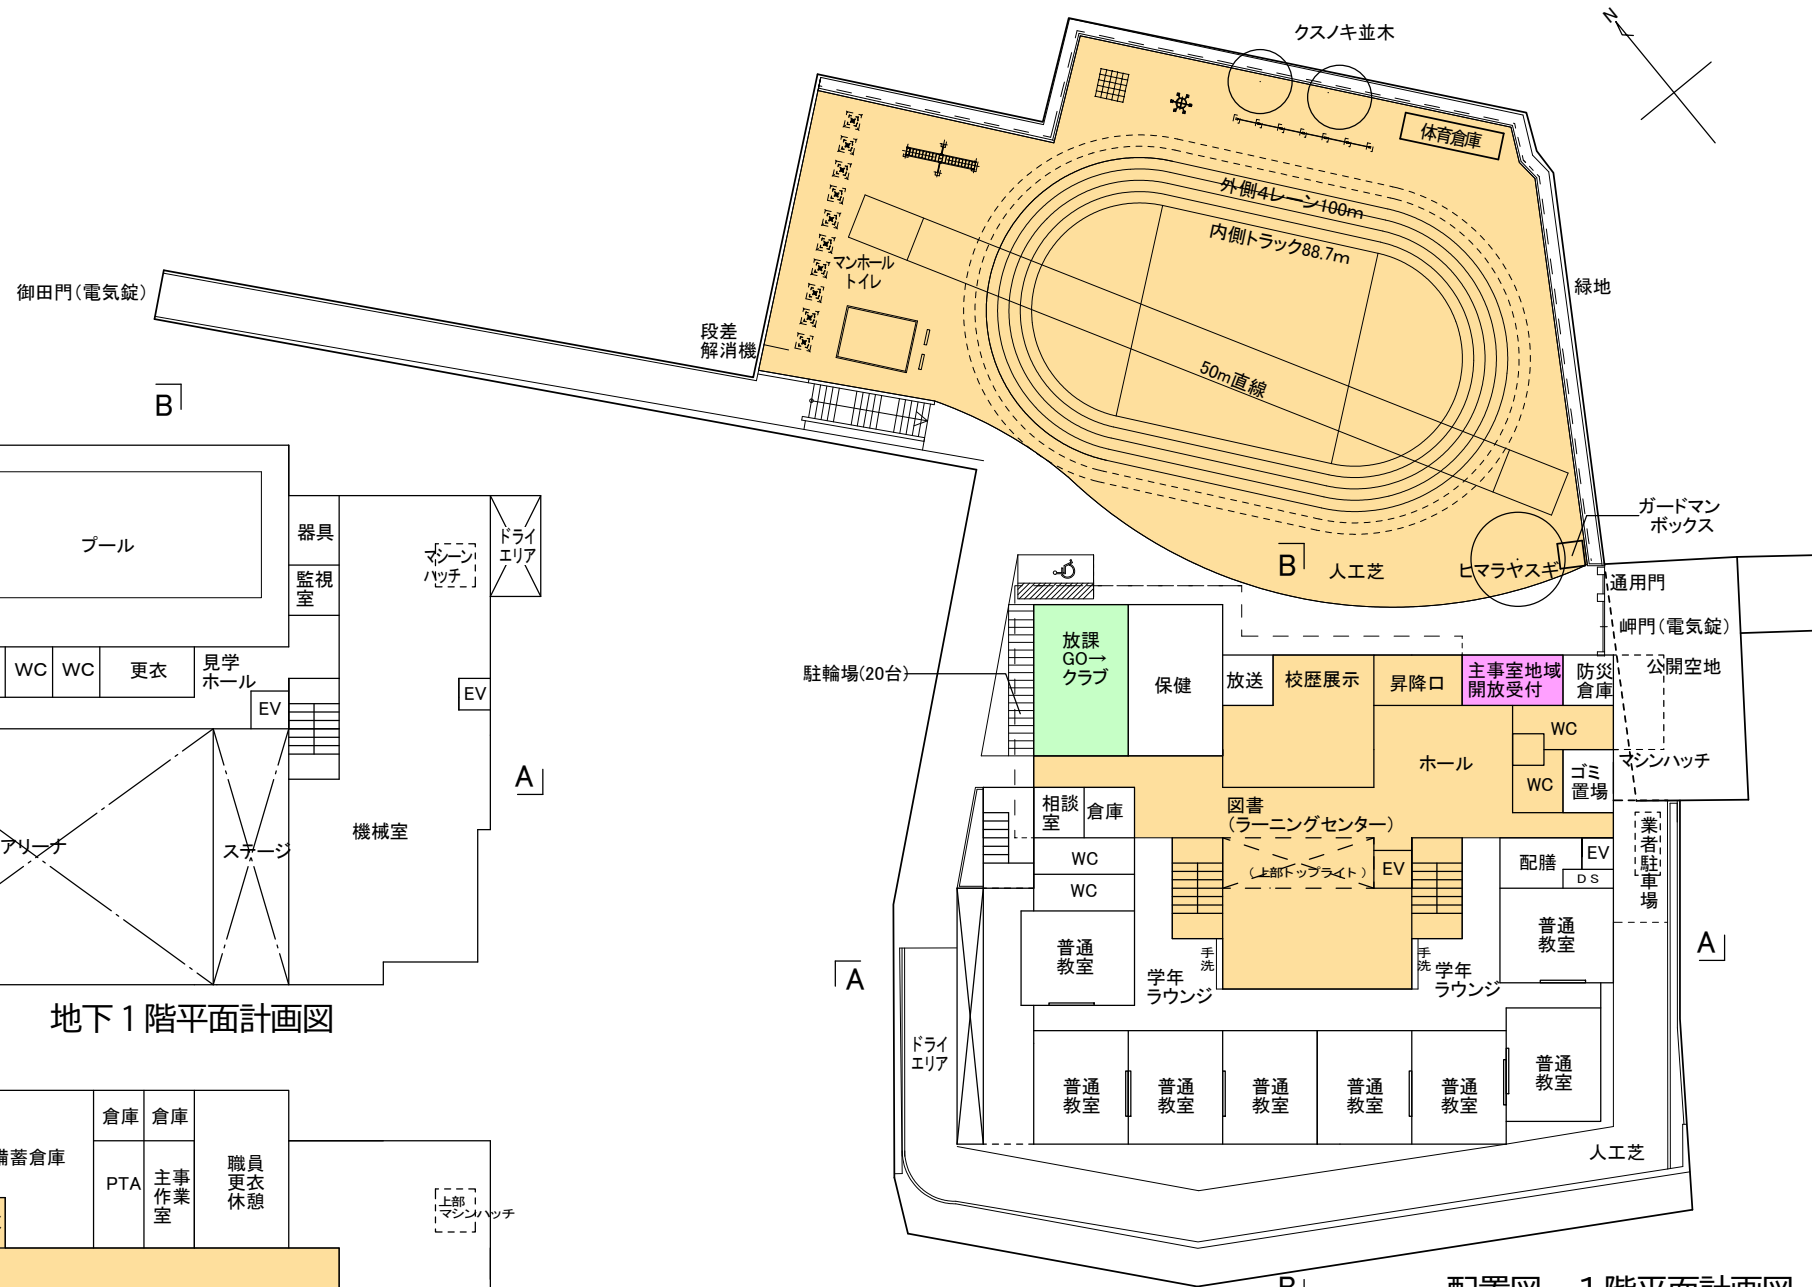 クスノキ並木
N
体育倉庫
外側4レーン100m
内側トラック88.7m
マンホール
トイレ
緑地
御田門(電気錠)
段差
解消機
50m直線
B
ガードマン
ボックス
B
人工芝
ヒマラヤスギ
通用門
岬門(電気錠)
公開空地
プール
器具
監視
室
マシーン
ハッチ
ドライ
エリア
WC
WC
更衣
見学
ホール
EV
EV
A
アリーナ
ステージ
機械室
地下1階平面計画図
駐輪場(20台)
放課
GO→
クラブ
保健
放送
校歴展示
昇降口
主事室地域
開放受付
防災
倉庫
WC
ホール
マシンハッチ
WC
ゴミ
置場
相談
室
倉庫
図書
(ラーニングセンター)
WC
WC
(上部トップライト)
EV
配膳
EV
DS
業者駐車場
普通
教室
手洗
学年
ラウンジ
手洗
学年
ラウンジ
普通
教室
A
A
ドライ
エリア
普通
教室
普通
教室
普通
教室
普通
教室
普通
教室
普通
教室
人工芝
倉庫
倉庫
備蓄倉庫
PTA
主事
作業
室
職員
更衣
休憩
上部
マシンハッチ
B
配置図 1階平面計画図